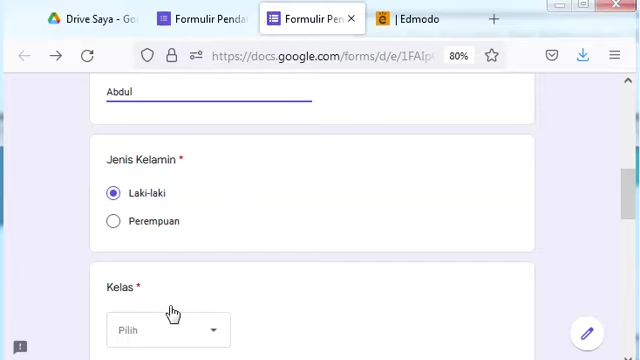 Drive Saya - Go
Formulir Pendaf
Formulir Pen
| Edmodo
https://docs.google.com/forms/d/e/1FAIpQ
80%
Abdul
Jenis Kelamin *
Laki-laki
Perempuan
Kelas *
Pilih